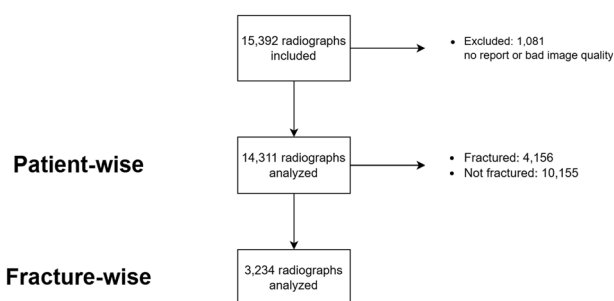 15,392 radiographs
included
• Excluded: 1,081
no report or bad image quality
Patient-wise
14,311 radiographs
analyzed
• Fractured: 4,156
• Not fractured: 10,155
Fracture-wise
3,234 radiographs
analyzed